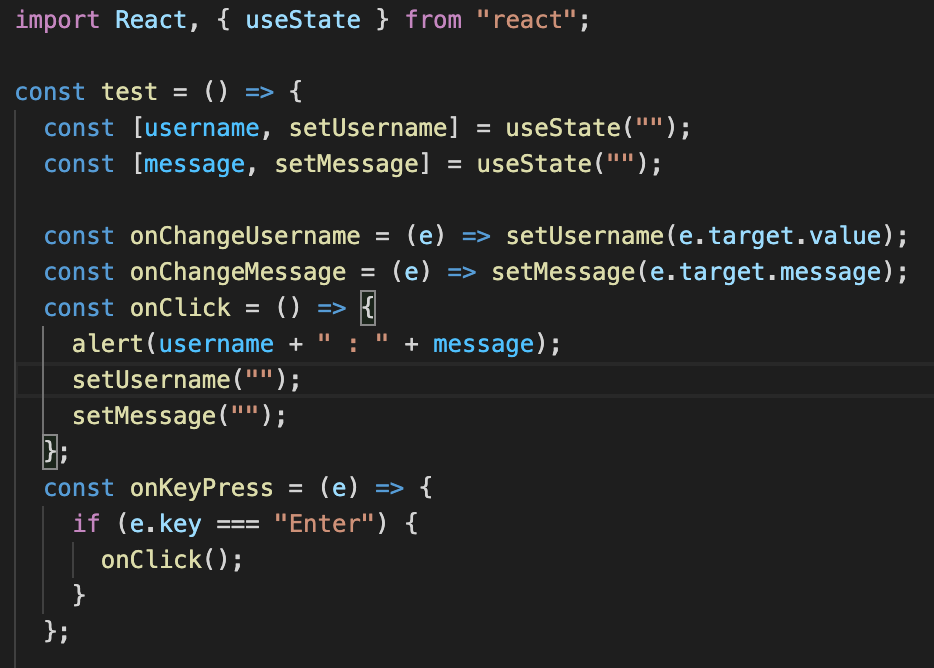 import React, { useState } from "react";
const test = () => {
const [username, setUsername] = useState("");
const [message, setMessage] = useState("");
const onChangeUsername = (e) => setUsername(e.target.value);
const onChangeMessage = (e) => setMessage(e.target.message);
const onClick = () => {
alert(username + " : " + message);
setUsername("");
setMessage("");
};
const onKeyPress = (e) => {
if (e.key === "Enter") {
onClick();
}
};